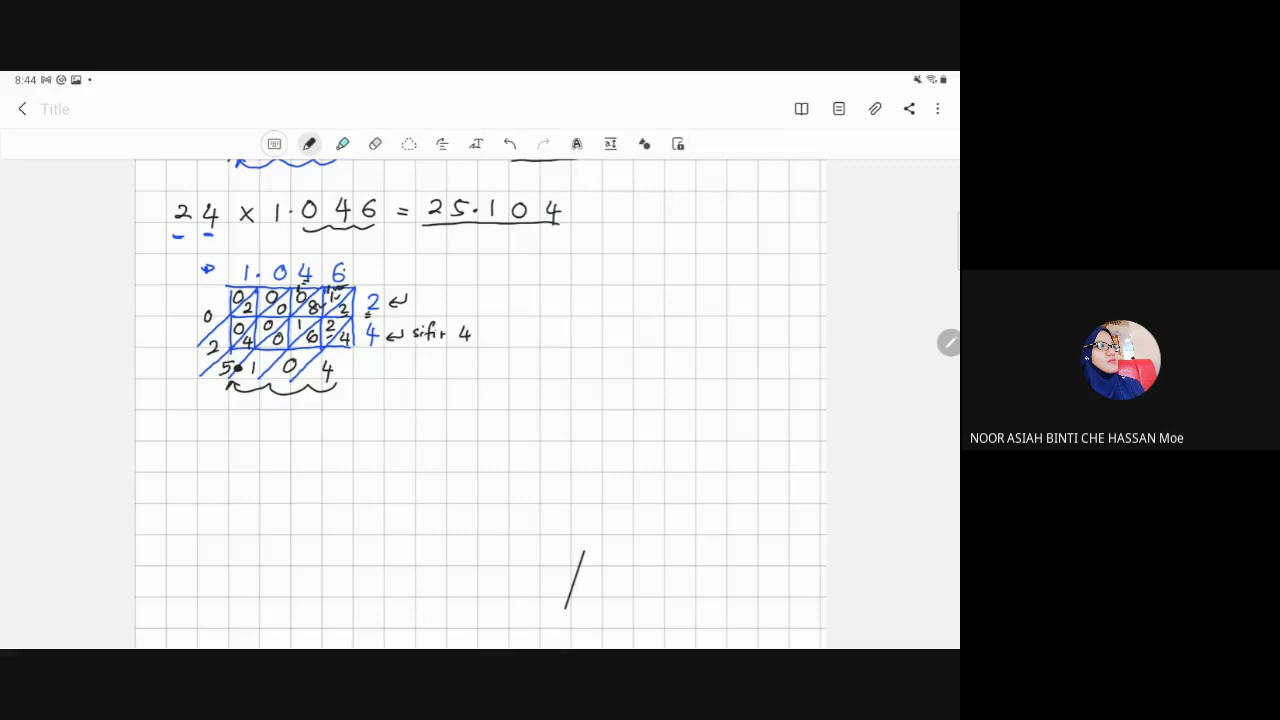 8:44
Title
24 × 1.046 = 25.104
1.046
0 0 0 1
2 0 8 2 2
0
0 0 1 2
4 0 6 4 4 sifir 4
2
5.1 0 4
NOOR ASIAH BINTI CHE HASSAN Moe